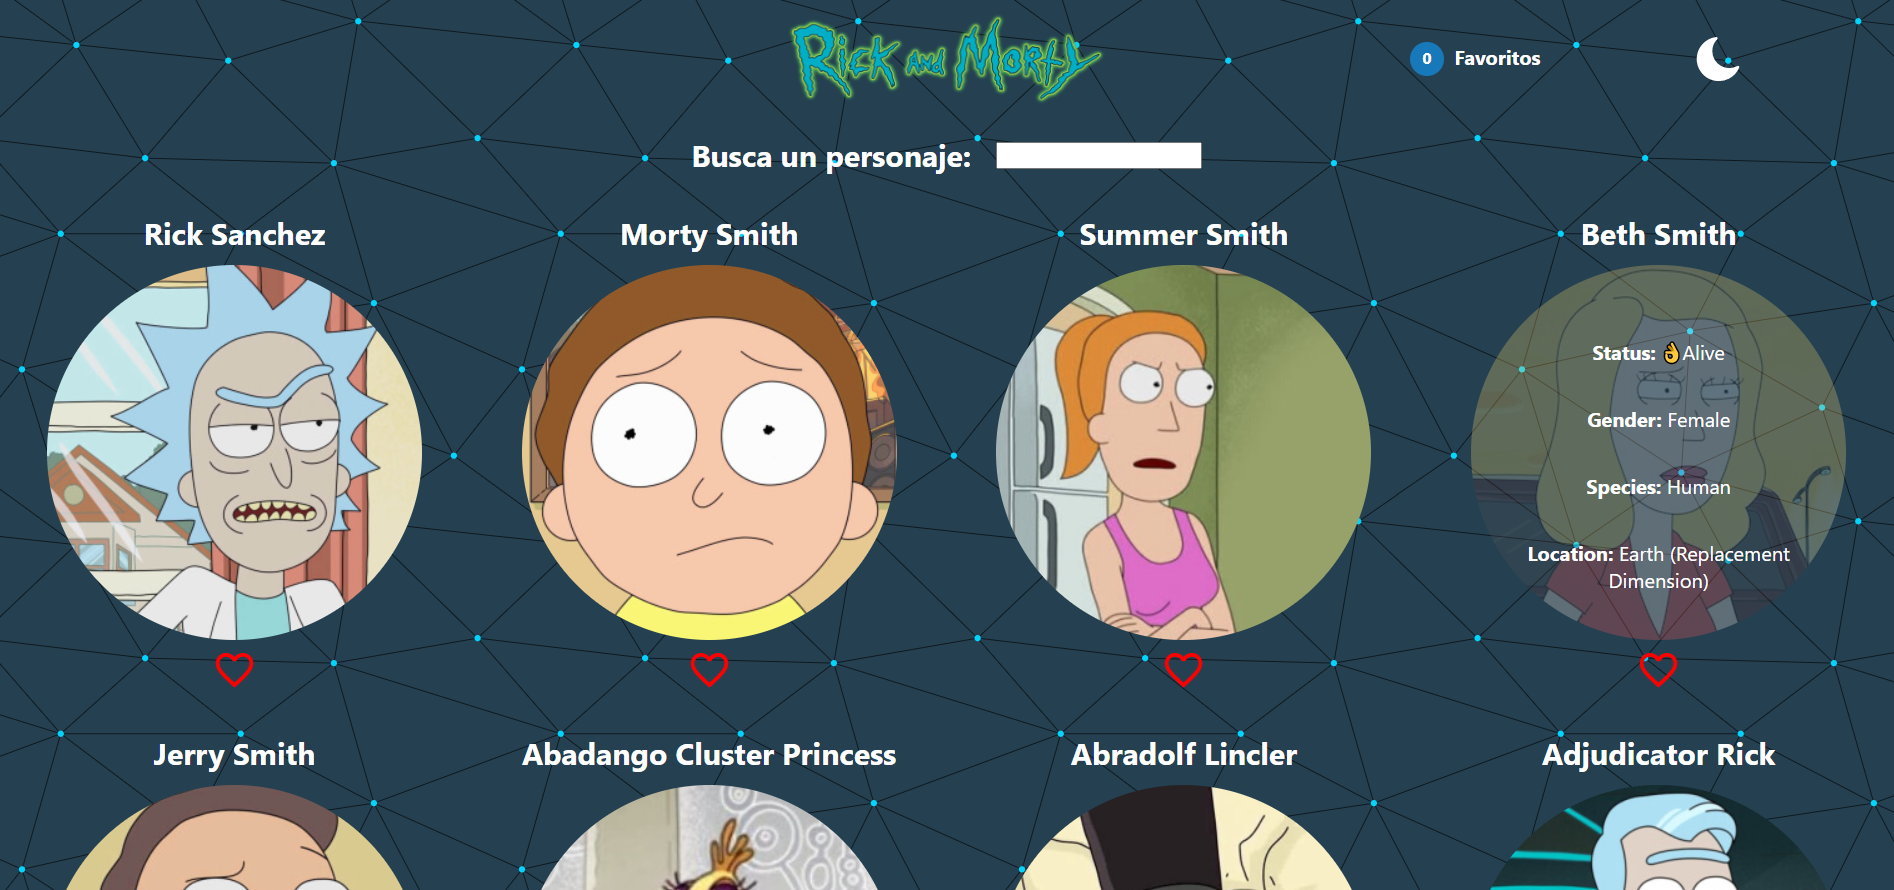 Rick and Morty
0 Favoritos
Busca un personaje:
Rick Sanchez
Morty Smith
Summer Smith
Beth Smith
Status: 👌Alive
Gender: Female
Species: Human
Location: Earth (Replacement
Dimension)
Jerry Smith
Abadango Cluster Princess
Abradolf Lincler
Adjudicator Rick